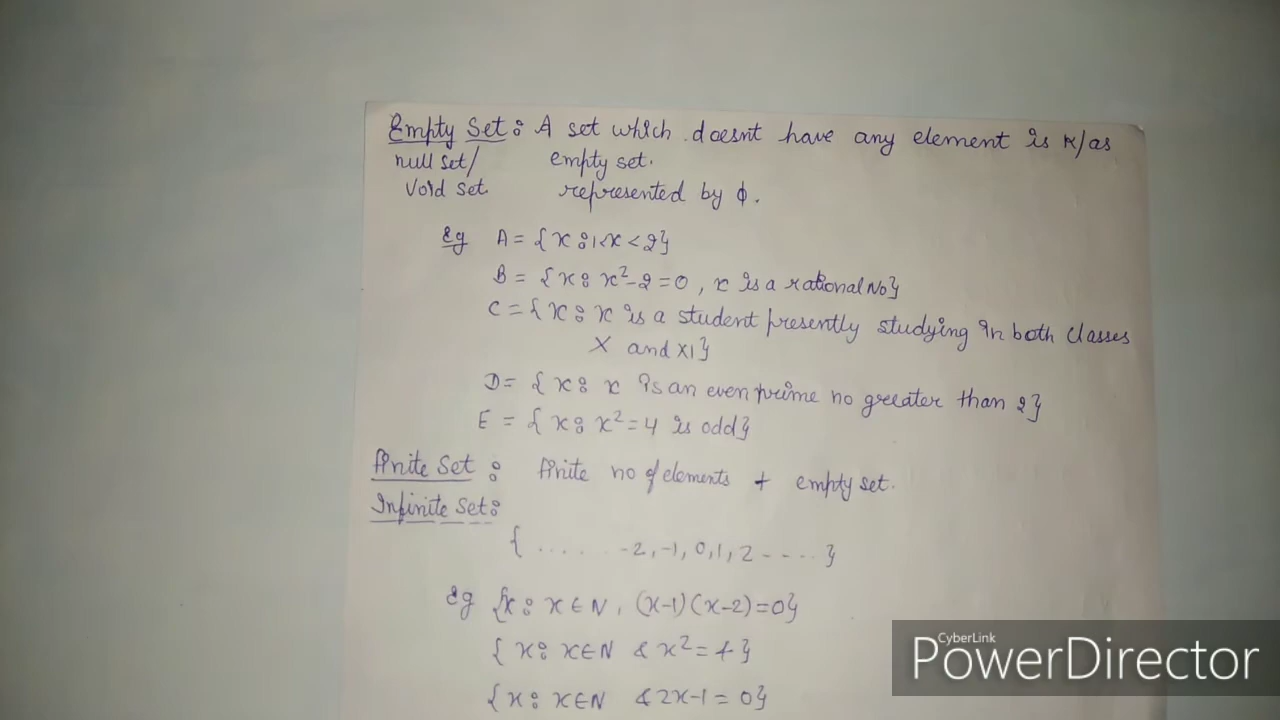 Empty Set : A set which doesnt have any element is k/as
null set/ empty set.
Void set. represented by ϕ.
Eg A = {x : 1<x<2}
B = {x : x²-2=0, x is a rational No}
C = {x : x is a student presently studying in both classes
X and XI}
D = {x : x is an even prime no greater than 2}
E = {x : x²=4 is odd}
Finite Set : finite no of elements + empty set.
Infinite Set :
{ ..... -2, -1, 0, 1, 2 ----- }
Eg {x : x ∈ N, (x-1)(x-2)=0}
{x : x ∈ N & x² = 4}
{x : x ∈ N & 2x-1 = 0}
CyberLink
PowerDirector